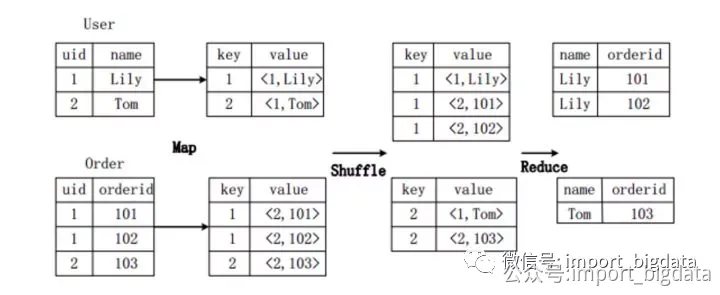 User
uid name
1 Lily
2 Tom
key value
1 <1,Lily>
2 <1,Tom>
Map
Order
uid orderid
1 101
1 102
2 103
key value
1 <2,101>
1 <2,102>
2 <2,103>
Shuffle
key value
1 <1,Lily>
1 <2,101>
1 <2,102>
key value
2 <1,Tom>
2 <2,103>
Reduce
name orderid
Lily 101
Lily 102
name orderid
Tom 103
微信号: import_bigdata
公众号:import_bigdata